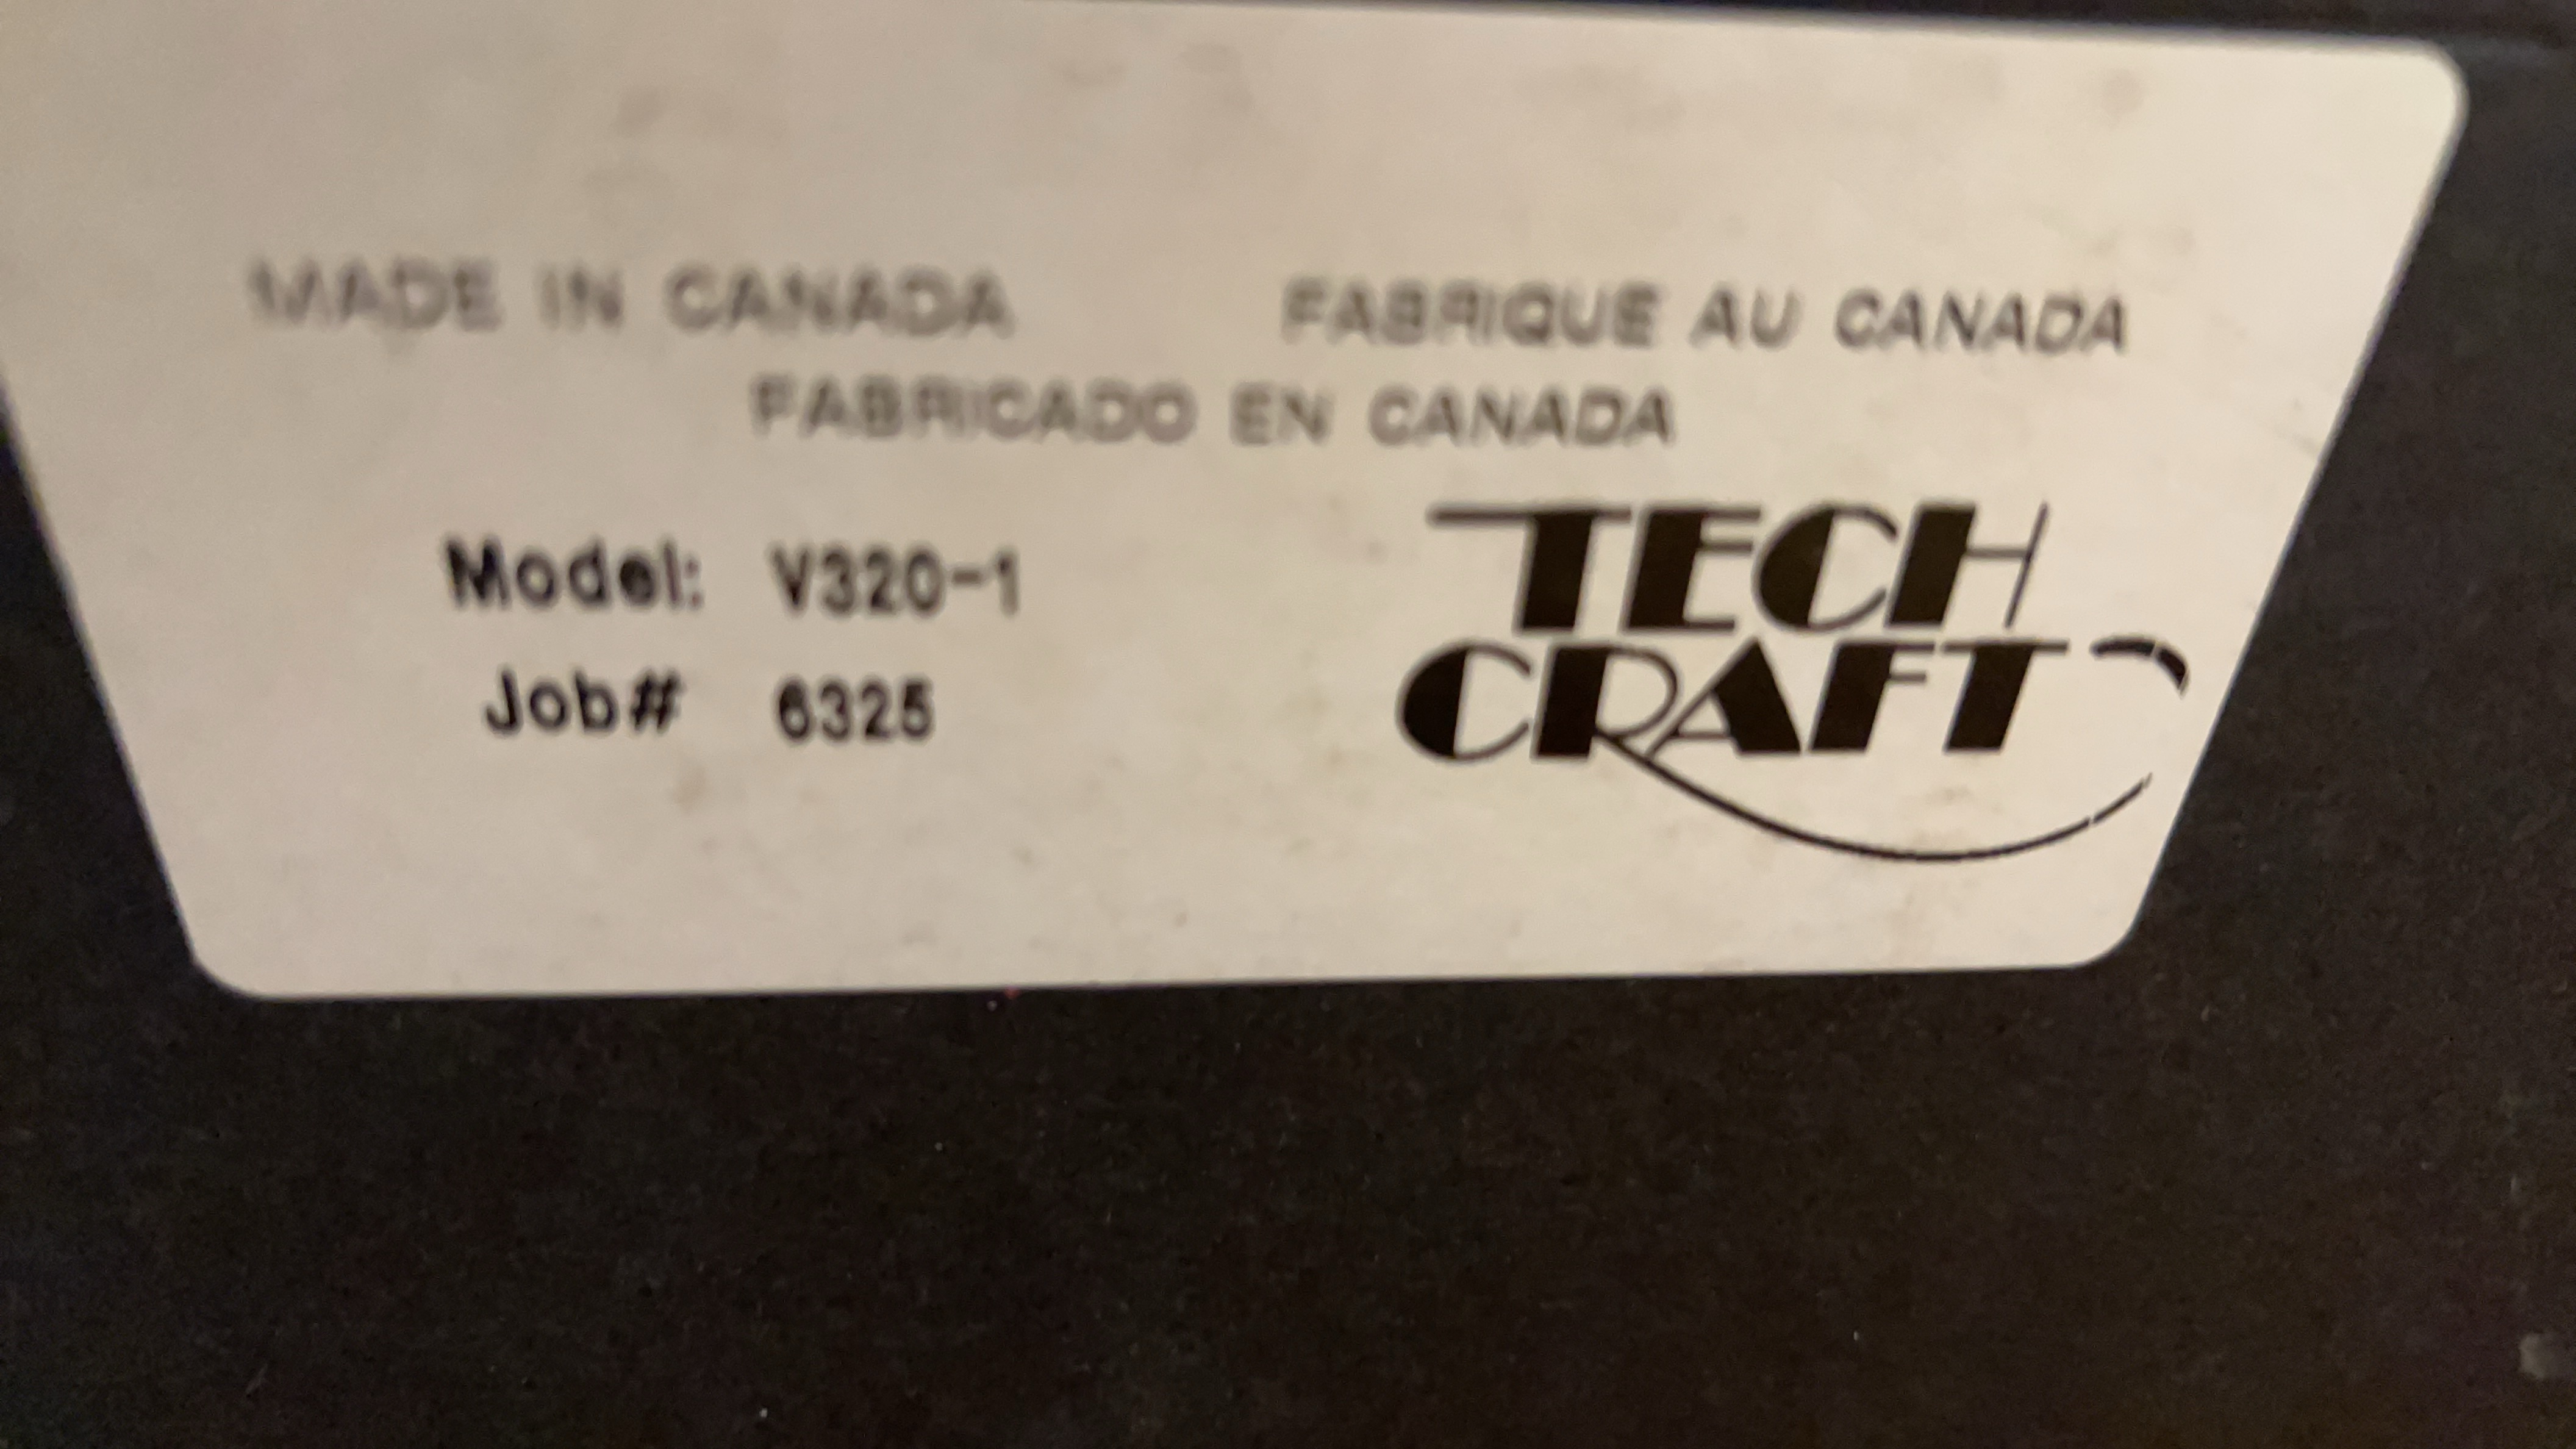 MADE IN CANADA FABRIQUE AU CANADA
FABRICADO EN CANADA
Model: V320-1
Job# 6325
TECH
CRAFT